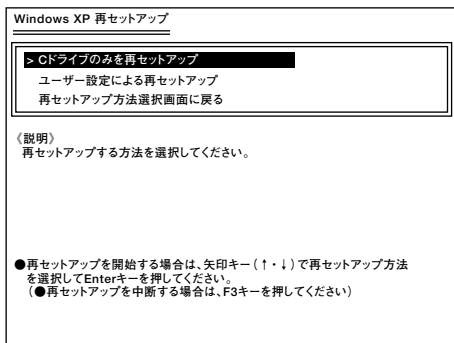 Windows XP 再セットアップ
> Cドライブのみを再セットアップ
ユーザー設定による再セットアップ
再セットアップ方法選択画面に戻る
《説明》
再セットアップする方法を選択してください。
●再セットアップを開始する場合は、矢印キー(↑・↓)で再セットアップ方法
を選択してEnterキーを押してください。
(●再セットアップを中断する場合は、F3キーを押してください)